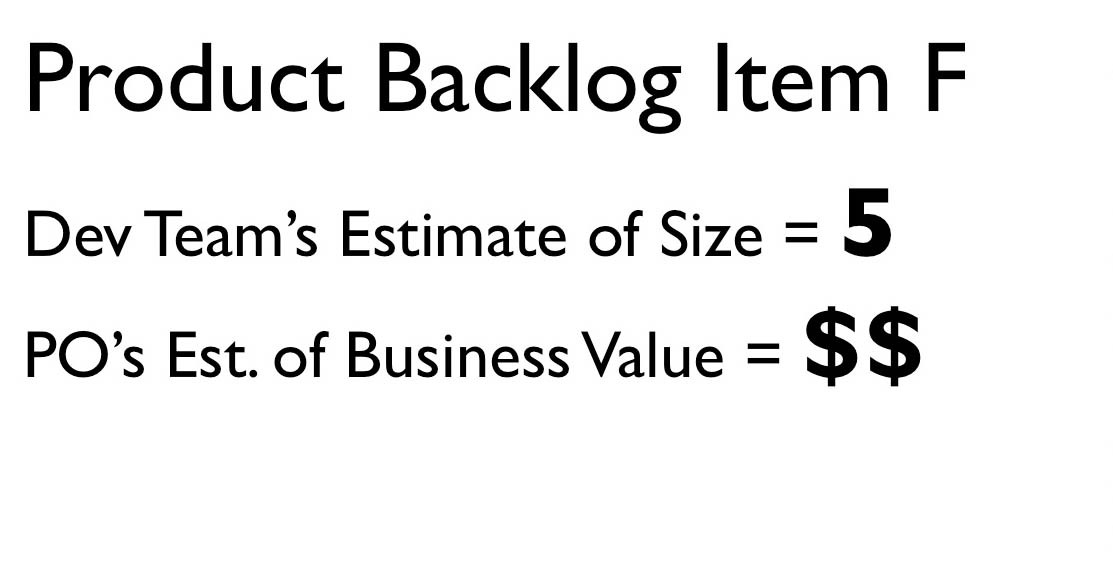 Product Backlog Item F
Dev Team’s Estimate of Size = 5
PO’s Est. of Business Value = $$